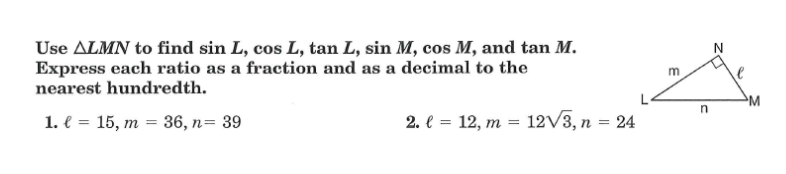 Use △LMN to find sin L, cos L, tan L, sin M, cos M, and tan M.
Express each ratio as a fraction and as a decimal to the
nearest hundredth.
1. ℓ = 15, m = 36, n= 39
2. ℓ = 12, m = 12√3, n = 24
N
m
ℓ
L
M
n